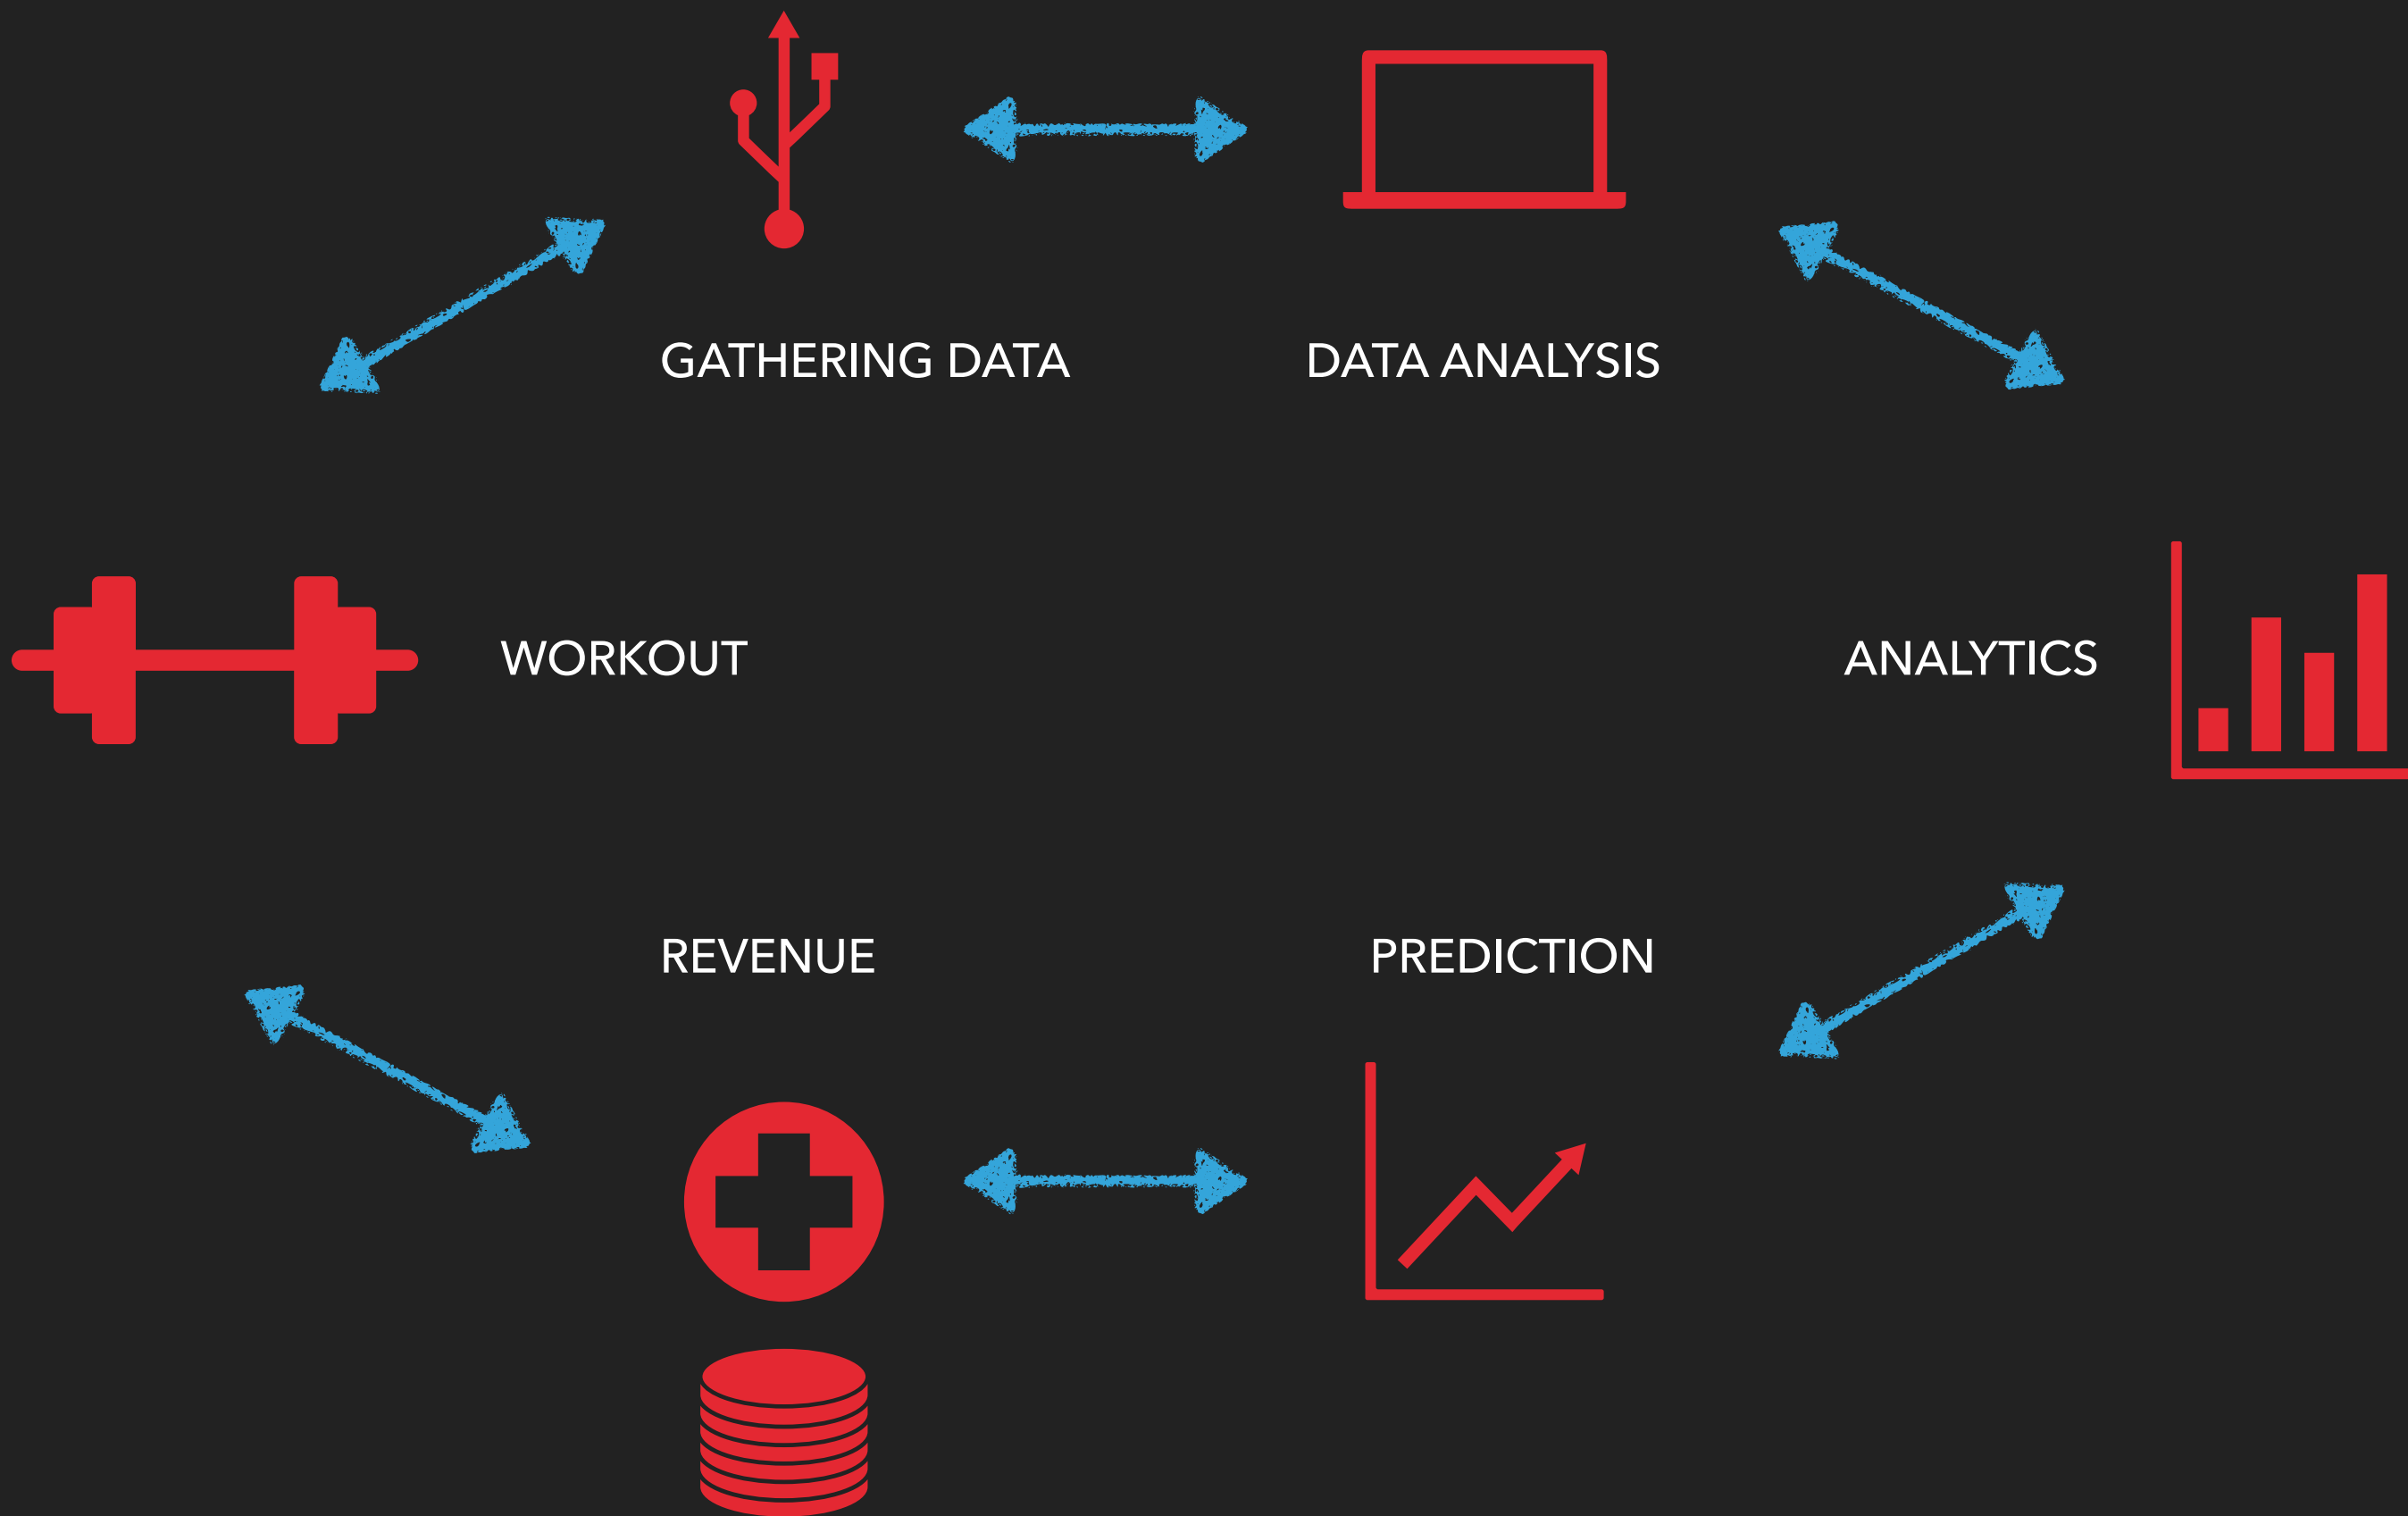 GATHERING DATA
DATA ANALYSIS
WORKOUT
ANALYTICS
REVENUE
PREDICTION